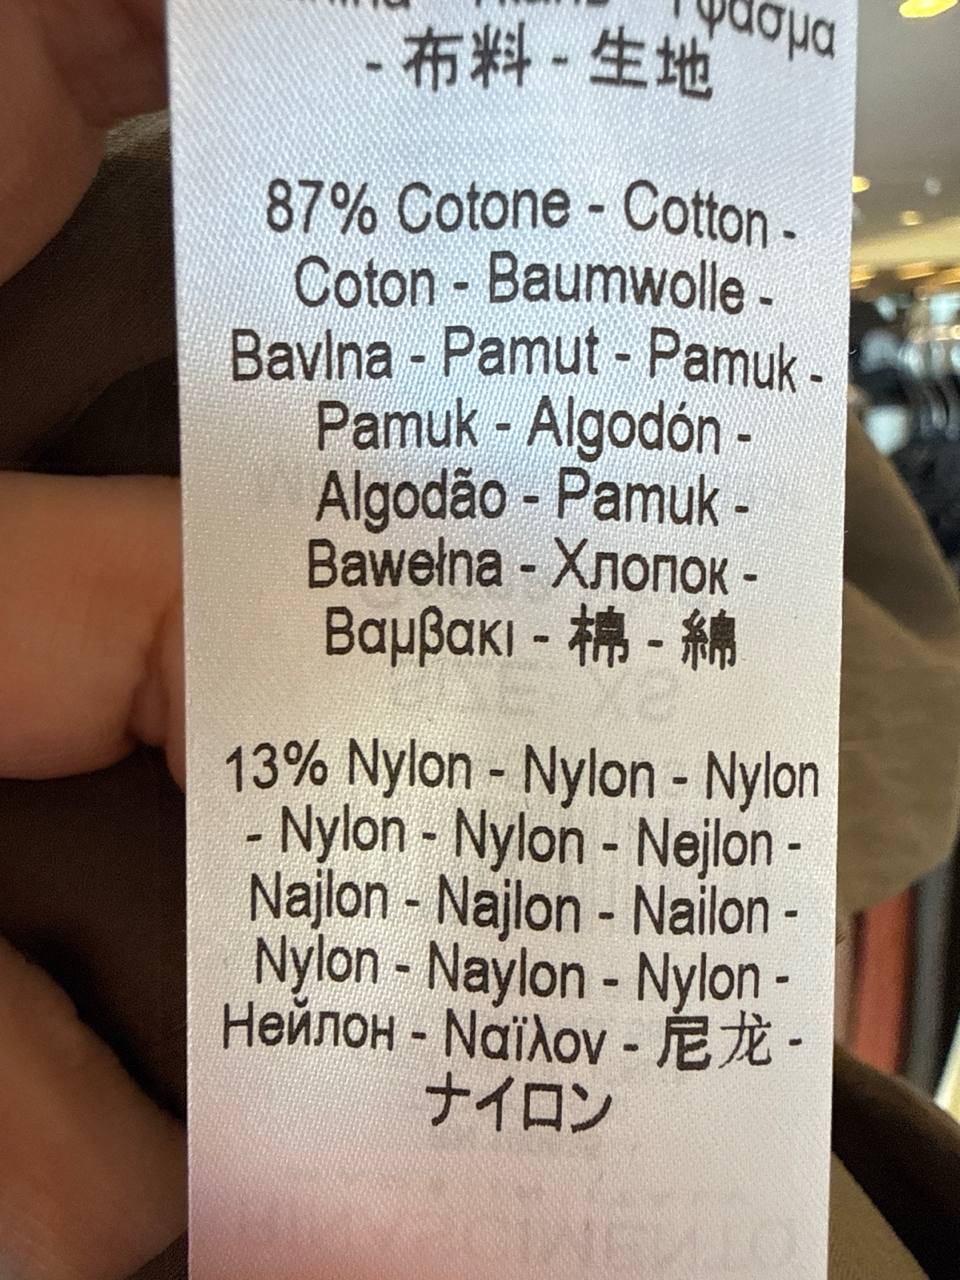 Ύφασμα
- 布料 - 生地
87% Cotone - Cotton -
Coton - Baumwolle -
Bavlna - Pamut - Pamuk -
Pamuk - Algodón -
Algodão - Pamuk -
Bawełna - Хлопок -
Βαμβακι - 棉 - 綿
13% Nylon - Nylon - Nylon
- Nylon - Nylon - Nejlon -
Najlon - Najlon - Nailon -
Nylon - Naylon - Nylon -
Нейлон - Ναϊλον - 尼龙 -
ナイロン